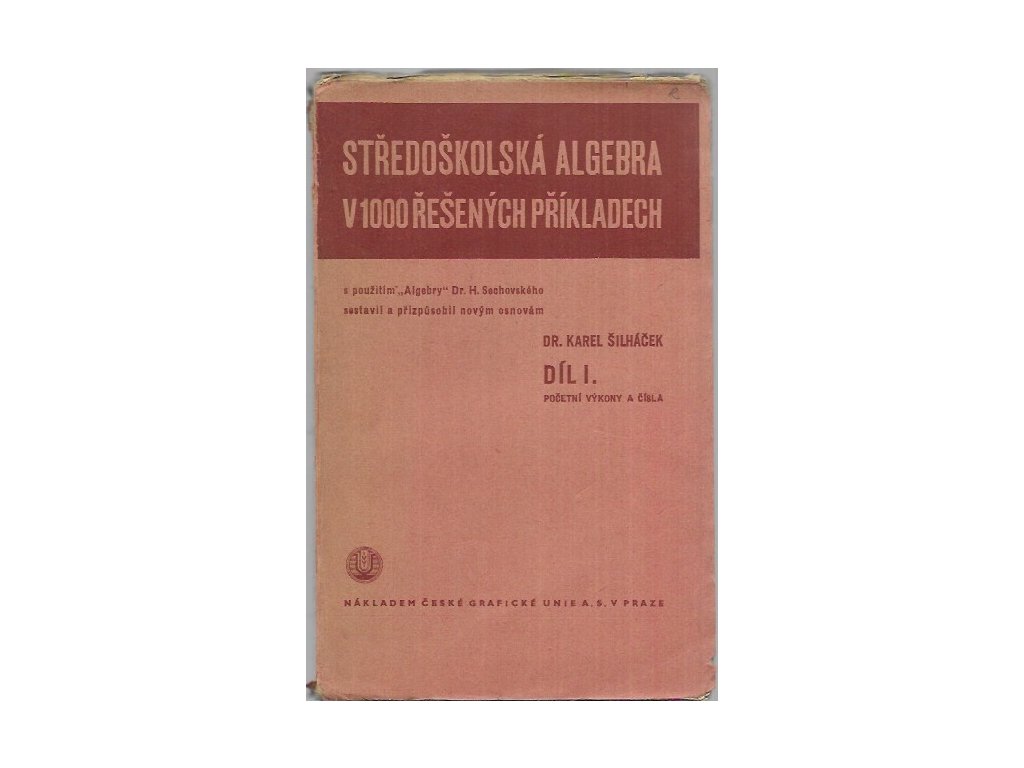 STŘEDOŠKOLSKÁ ALGEBRA
V 1000 ŘEŠENÝCH PŘÍKLADECH
s použitím „Algebry" Dr. H. Sechovského
sestavil a přizpůsobil novým osnovám
DR. KAREL ŠILHÁČEK
DÍL I.
POČETNÍ VÝKONY A ČÍSLA
NÁKLADEM ČESKÉ GRAFICKÉ UNIE A. S. V PRAZE